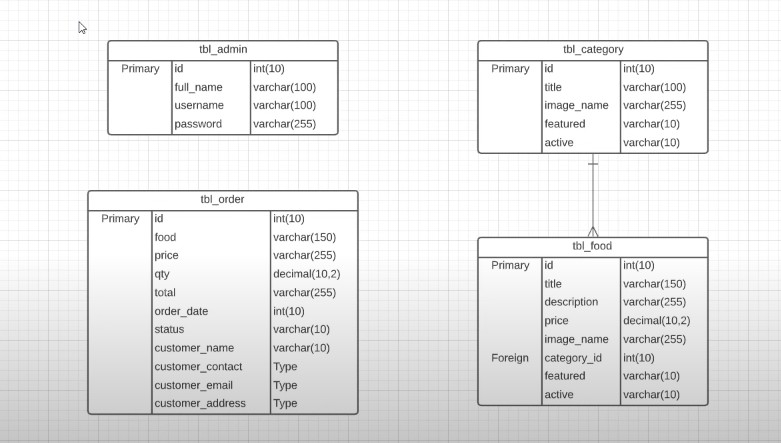 tbl_admin
Primary id int(10)
full_name varchar(100)
username varchar(100)
password varchar(255)
tbl_category
Primary id int(10)
title varchar(100)
image_name varchar(255)
featured varchar(10)
active varchar(10)
tbl_order
Primary id int(10)
food varchar(150)
price varchar(255)
qty decimal(10,2)
total varchar(255)
order_date int(10)
status varchar(10)
customer_name varchar(10)
customer_contact Type
customer_email Type
customer_address Type
tbl_food
Primary id int(10)
title varchar(150)
description varchar(255)
price decimal(10,2)
image_name varchar(255)
Foreign category_id int(10)
featured varchar(10)
active varchar(10)